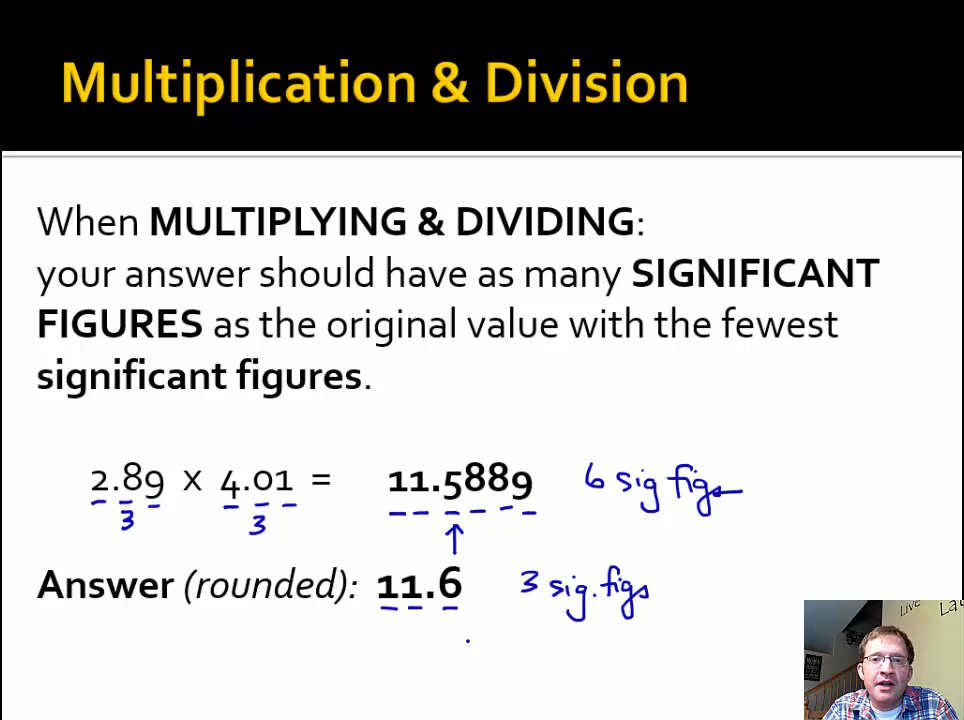 Multiplication & Division
When MULTIPLYING & DIVIDING:
your answer should have as many SIGNIFICANT
FIGURES as the original value with the fewest
significant figures.
2.89 x 4.01 = 11.5889 6 sig figs
3 3
Answer (rounded): 11.6 3 sig. figs
Live